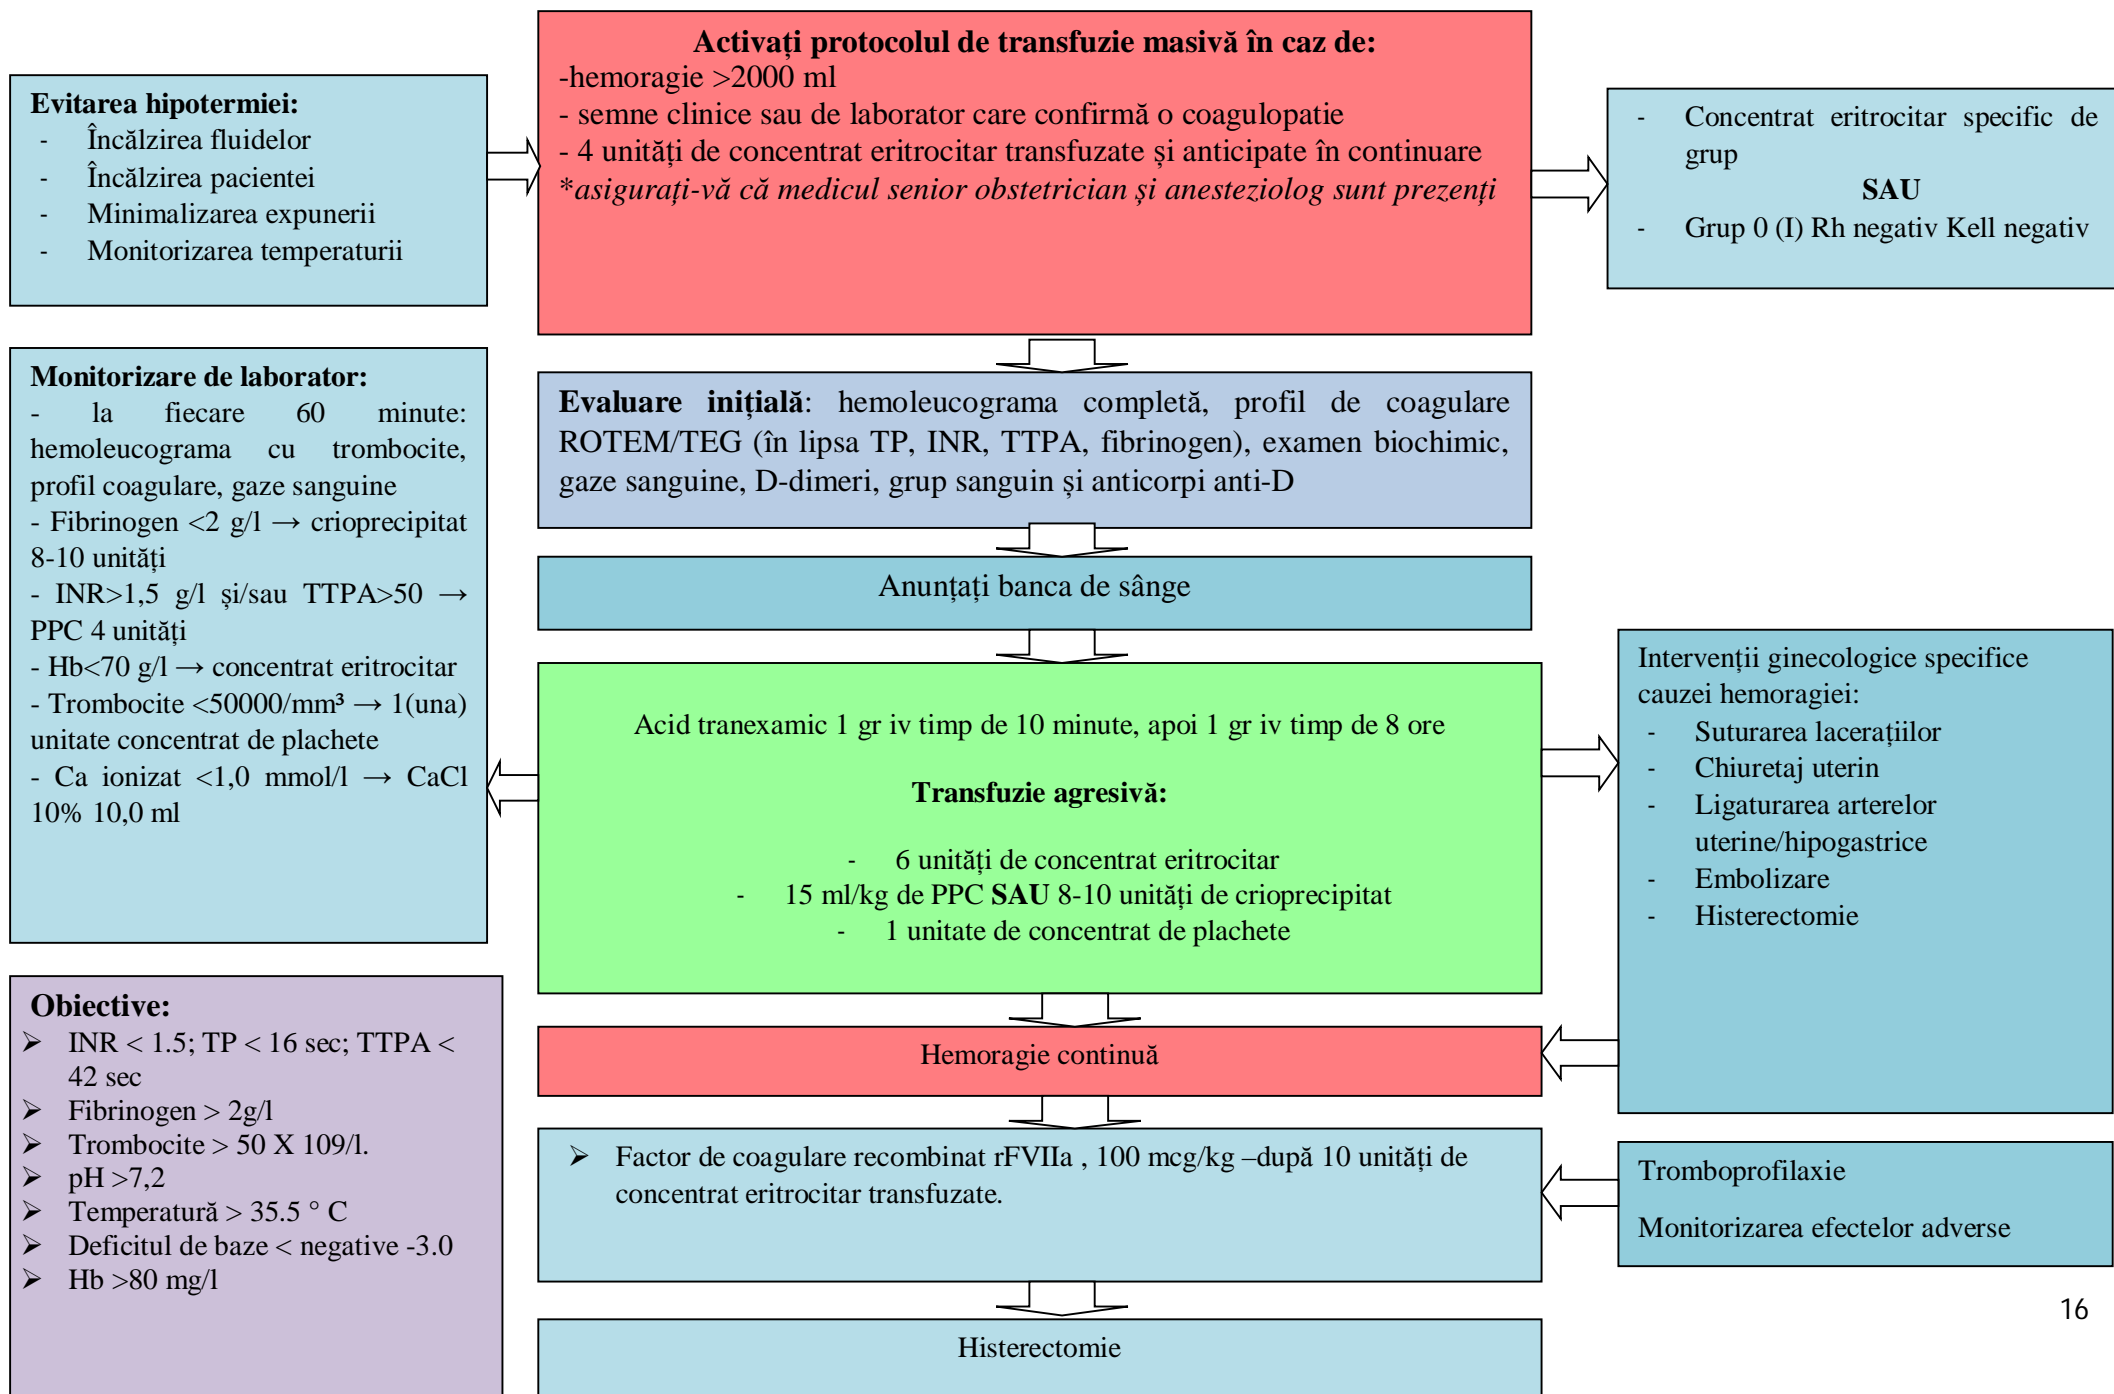 Activați protocolul de transfuzie masivă în caz de:
-hemoragie >2000 ml
- semne clinice sau de laborator care confirmă o coagulopatie
- 4 unități de concentrat eritrocitar transfuzate și anticipate în continuare
*asigurați-vă că medicul senior obstetrician și anesteziolog sunt prezenți
Evitarea hipotermiei:
- Încălzirea fluidelor
- Încălzirea pacientei
- Minimalizarea expunerii
- Monitorizarea temperaturii
- Concentrat eritrocitar specific de
grup
SAU
- Grup 0 (I) Rh negativ Kell negativ
Monitorizare de laborator:
- la fiecare 60 minute:
hemoleucograma cu trombocite,
profil coagulare, gaze sanguine
- Fibrinogen <2 g/l → crioprecipitat
8-10 unități
- INR>1,5 g/l și/sau TTPA>50 →
PPC 4 unități
- Hb<70 g/l → concentrat eritrocitar
- Trombocite <50000/mm³ → 1(una)
unitate concentrat de plachete
- Ca ionizat <1,0 mmol/l → CaCl
10% 10,0 ml
Evaluare inițială: hemoleucograma completă, profil de coagulare
ROTEM/TEG (în lipsa TP, INR, TTPA, fibrinogen), examen biochimic,
gaze sanguine, D-dimeri, grup sanguin și anticorpi anti-D
Anunțați banca de sânge
Acid tranexamic 1 gr iv timp de 10 minute, apoi 1 gr iv timp de 8 ore
Transfuzie agresivă:
- 6 unități de concentrat eritrocitar
- 15 ml/kg de PPC SAU 8-10 unități de crioprecipitat
- 1 unitate de concentrat de plachete
Intervenții ginecologice specifice
cauzei hemoragiei:
- Suturarea lacerațiilor
- Chiuretaj uterin
- Ligaturarea arterelor
uterine/hipogastrice
- Embolizare
- Histerectomie
Obiective:
➢ INR < 1.5; TP < 16 sec; TTPA <
42 sec
➢ Fibrinogen > 2g/l
➢ Trombocite > 50 X 109/l.
➢ pH >7,2
➢ Temperatură > 35.5 ° C
➢ Deficitul de baze < negative -3.0
➢ Hb >80 mg/l
Hemoragie continuă
➢ Factor de coagulare recombinat rFVIIa , 100 mcg/kg –după 10 unități de
concentrat eritrocitar transfuzate.
Tromboprofilaxie
Monitorizarea efectelor adverse
Histerectomie
16